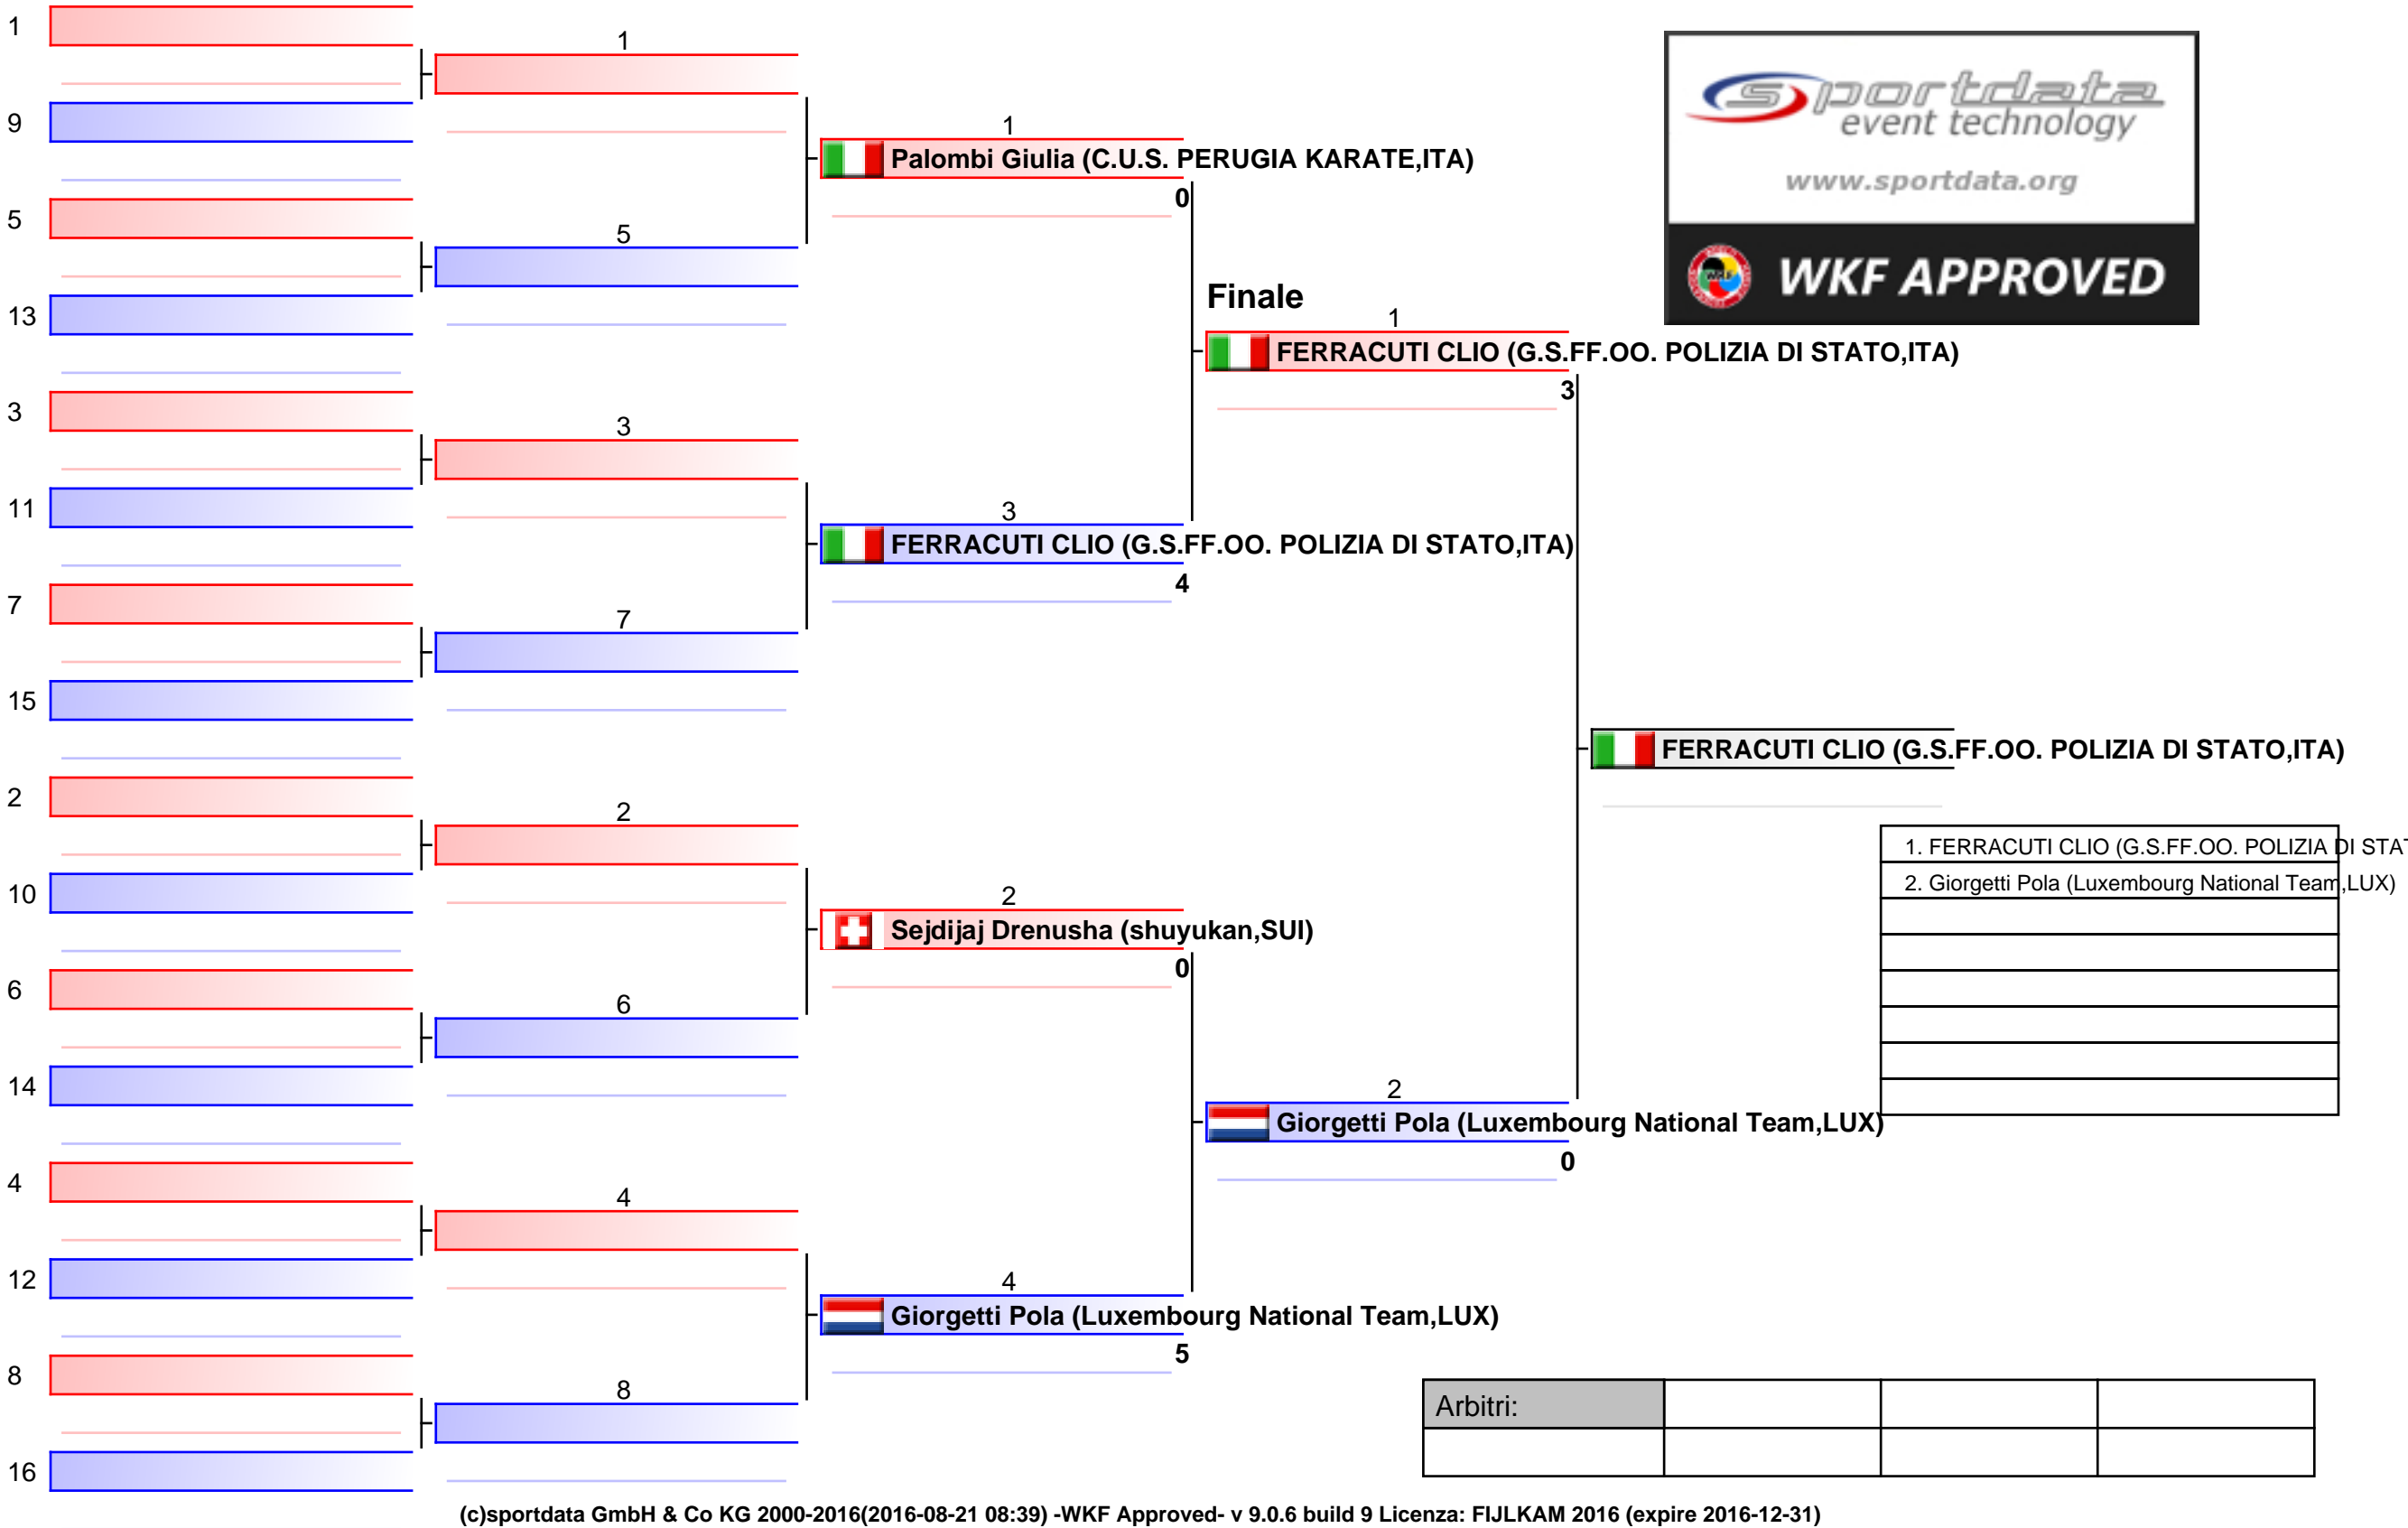 1
9
5
13
3
11
7
15
2
10
6
14
4
12
8
16
1
5
3
7
2
6
4
8
1
Palombi Giulia (C.U.S. PERUGIA KARATE,ITA)
0
3
FERRACUTI CLIO (G.S.FF.OO. POLIZIA DI STATO,ITA)
4
2
Sejdijaj Drenusha (shuyukan,SUI)
0
4
Giorgetti Pola (Luxembourg National Team,LUX)
5
Finale
1
FERRACUTI CLIO (G.S.FF.OO. POLIZIA DI STATO,ITA)
3
2
Giorgetti Pola (Luxembourg National Team,LUX)
0
FERRACUTI CLIO (G.S.FF.OO. POLIZIA DI STATO,ITA)
sportdata
event technology
www.sportdata.org
WKF
WKF APPROVED
1. FERRACUTI CLIO (G.S.FF.OO. POLIZIA DI STA
2. Giorgetti Pola (Luxembourg National Team,LUX)
Arbitri:
(c)sportdata GmbH & Co KG 2000-2016(2016-08-21 08:39) -WKF Approved- v 9.0.6 build 9 Licenza: FIJLKAM 2016 (expire 2016-12-31)